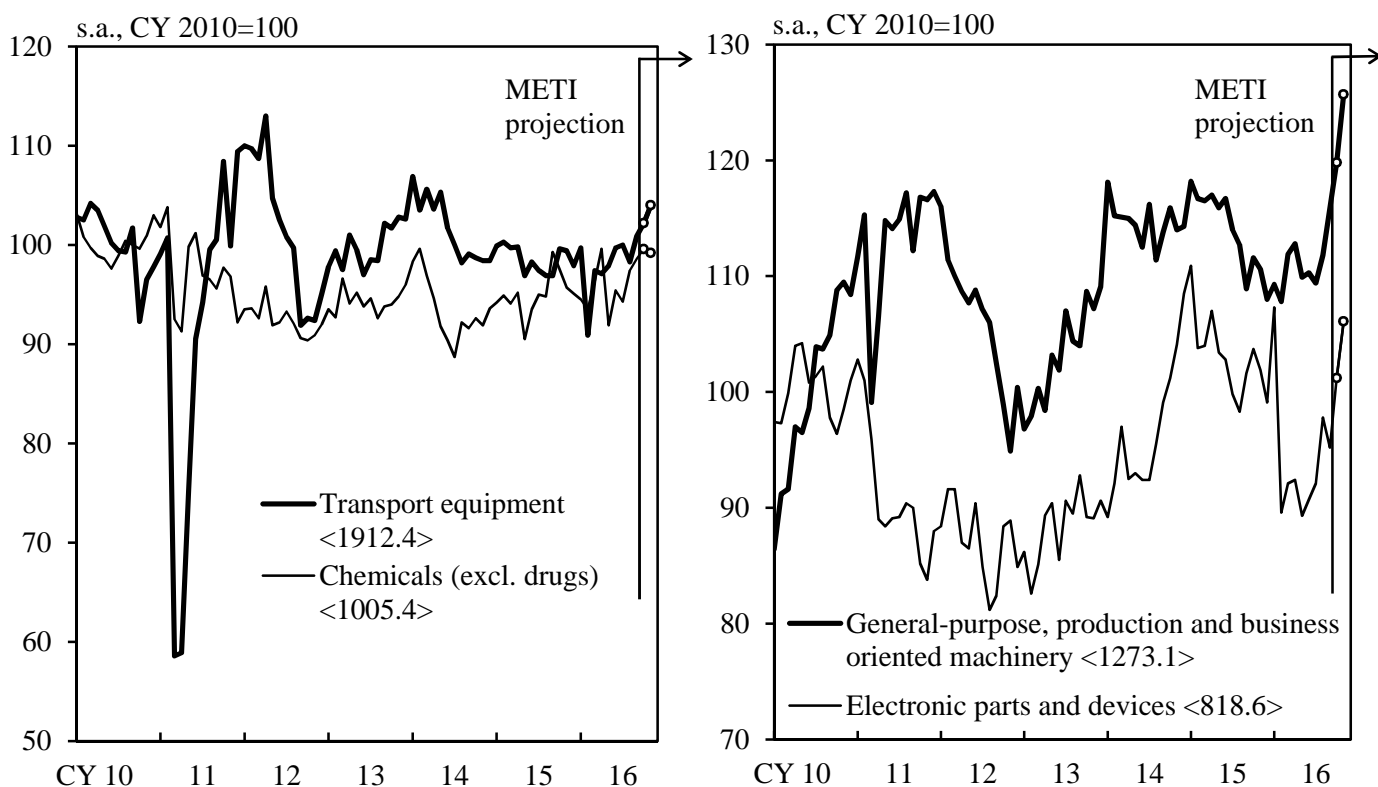 s.a., CY 2010=100
120
110
100
90
80
70
60
50
METI
projection
Transport equipment
<1912.4>
Chemicals (excl. drugs)
<1005.4>
CY 10 11 12 13 14 15 16
s.a., CY 2010=100
130
120
110
100
90
80
70
METI
projection
General-purpose, production and business
oriented machinery <1273.1>
Electronic parts and devices <818.6>
CY 10 11 12 13 14 15 16